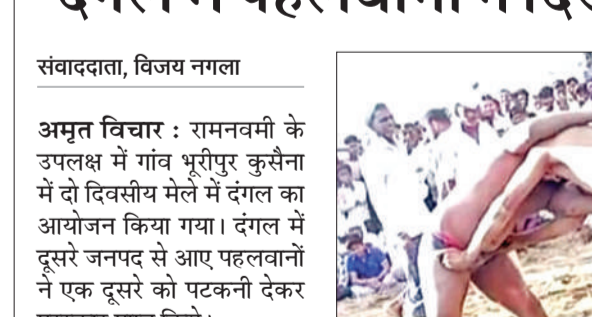 संवाददाता, विजय नगला
अमृत विचार : रामनवमी के
उपलक्ष में गांव भूरीपुर कुसैना
में दो दिवसीय मेले में दंगल का
आयोजन किया गया। दंगल में
दूसरे जनपद से आए पहलवानों
ने एक दूसरे को पटकनी देकर